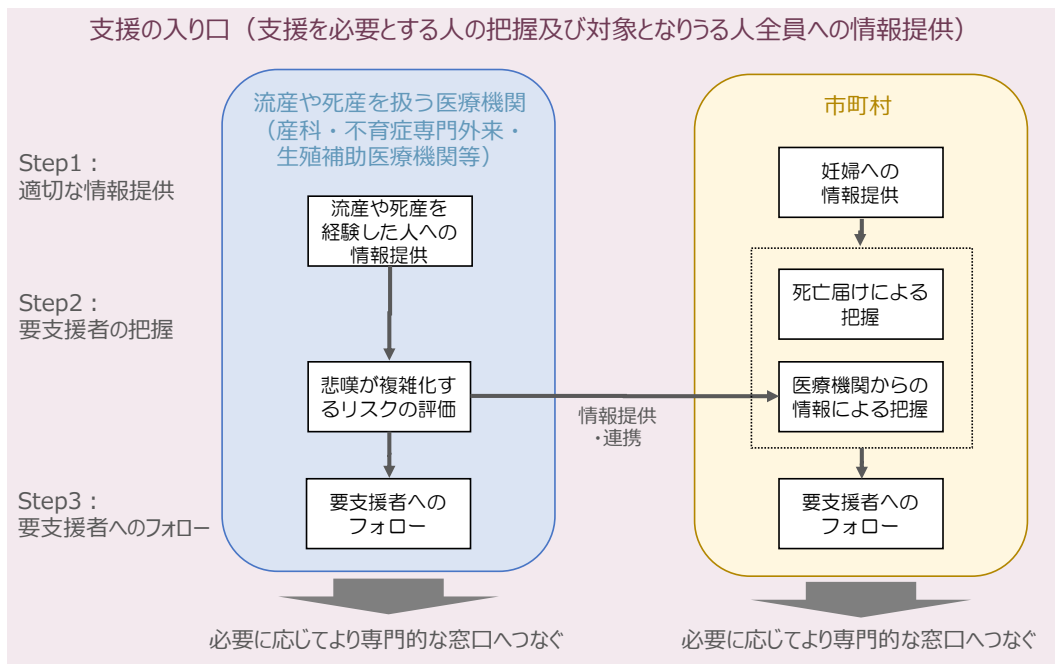 支援の入り口（支援を必要とする人の把握及び対象となりうる人全員への情報提供）
流産や死産を扱う医療機関
（産科・不育症専門外来・
生殖補助医療機関等）
市町村
Step1：
適切な情報提供
流産や死産を
経験した人への
情報提供
妊婦への
情報提供
Step2：
要支援者の把握
死亡届けによる
把握
悲嘆が複雑化す
るリスクの評価
情報提供
・連携
医療機関からの
情報による把握
Step3：
要支援者へのフォロー
要支援者への
フォロー
要支援者への
フォロー
必要に応じてより専門的な窓口へつなぐ
必要に応じてより専門的な窓口へつなぐ